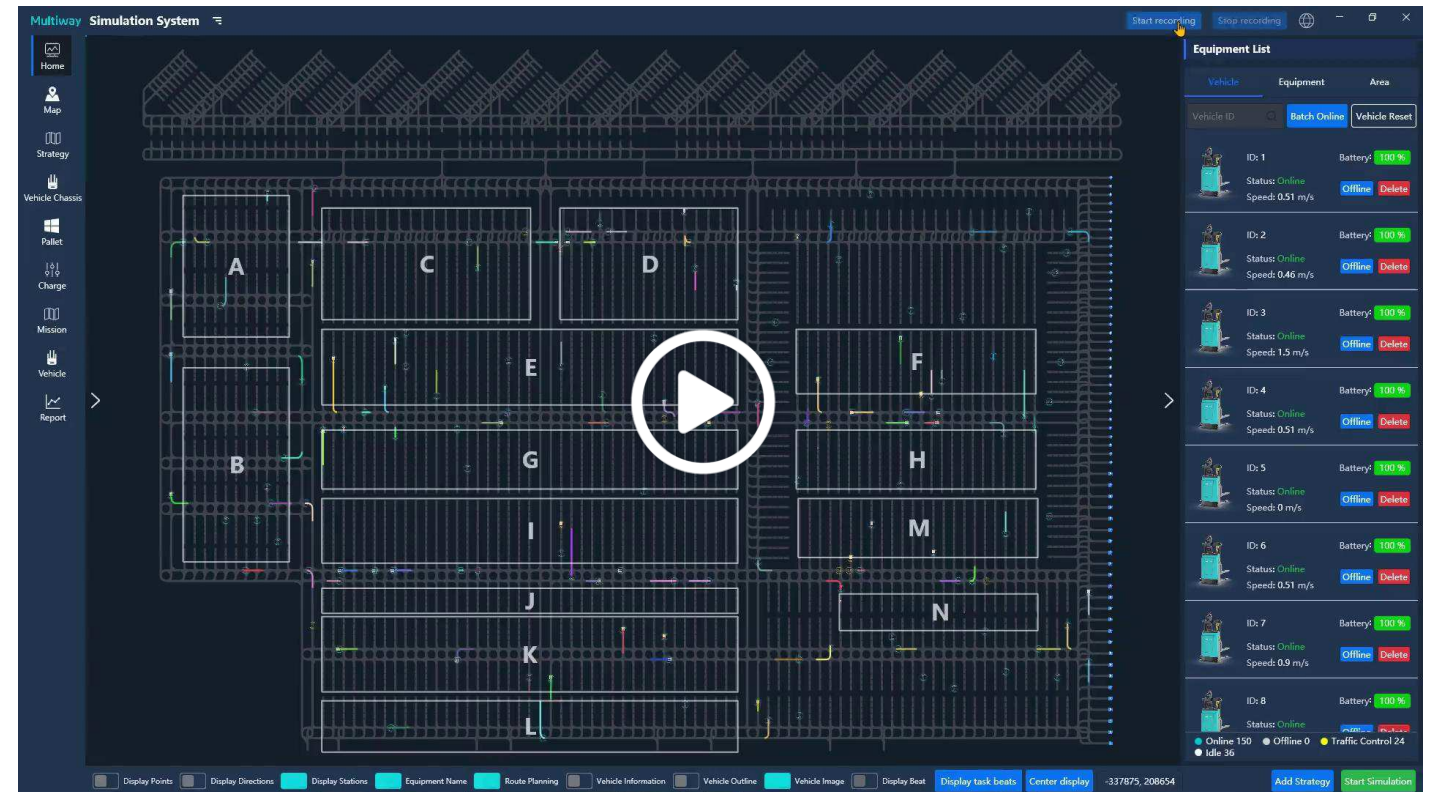 Multiway Simulation System
Start recording Stop recording
Home
Map
Strategy
Vehicle Chassis
Pallet
Charge
Mission
Vehicle
Report
A
B
C
D
E
F
G
H
I
J
K
L
M
N
Equipment List
Vehicle Equipment Area
Vehicle ID Batch Online Vehicle Reset
ID: 1 Battery: 100 %
Status: Online Offline Delete
Speed: 0.51 m/s
ID: 2 Battery: 100 %
Status: Online Offline Delete
Speed: 0.46 m/s
ID: 3 Battery: 100 %
Status: Online Offline Delete
Speed: 1.5 m/s
ID: 4 Battery: 100 %
Status: Online Offline Delete
Speed: 0.51 m/s
ID: 5 Battery: 100 %
Status: Online Offline Delete
Speed: 0 m/s
ID: 6 Battery: 100 %
Status: Online Offline Delete
Speed: 0.51 m/s
ID: 7 Battery: 100 %
Status: Online Offline Delete
Speed: 0.9 m/s
ID: 8 Battery: 100 %
Status: Online Offline Delete
Online 150 Offline 0 Traffic Control 24
Idle 36
Display Points Display Directions Display Stations Equipment Name Route Planning Vehicle Information Vehicle Outline Vehicle Image Display Beat Display task beats Center display -337875, 208654 Add Strategy Start Simulation